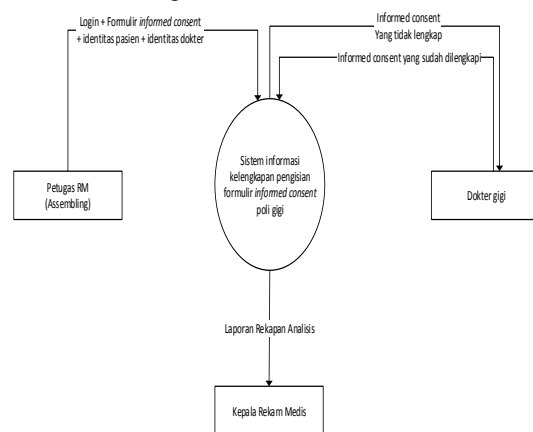 Login + Formulir informed consent
+ identitas pasien + identitas dokter
Informed consent
Yang tidak lengkap
Informed consent yang sudah dilengkapi
Sistem informasi
kelengkapan pengisian
formulir informed consent
poli gigi
Petugas RM
(Assembling)
Dokter gigi
Laporan Rekapan Analisis
Kepala Rekam Medis